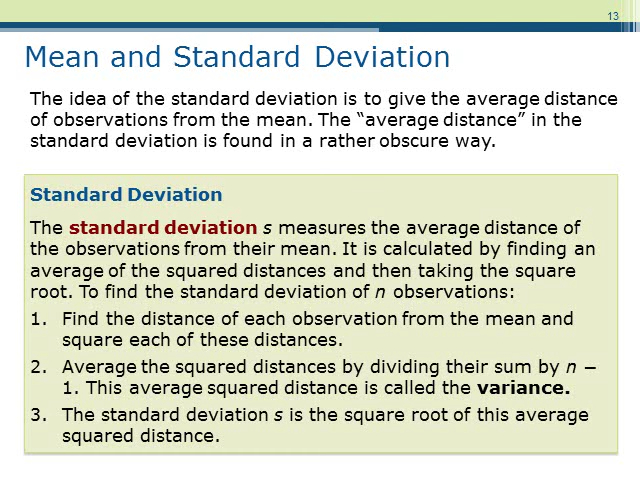 13
Mean and Standard Deviation
The idea of the standard deviation is to give the average distance
of observations from the mean. The “average distance” in the
standard deviation is found in a rather obscure way.
Standard Deviation
The standard deviation s measures the average distance of
the observations from their mean. It is calculated by finding an
average of the squared distances and then taking the square
root. To find the standard deviation of n observations:
1. Find the distance of each observation from the mean and
square each of these distances.
2. Average the squared distances by dividing their sum by n −
1. This average squared distance is called the variance.
3. The standard deviation s is the square root of this average
squared distance.